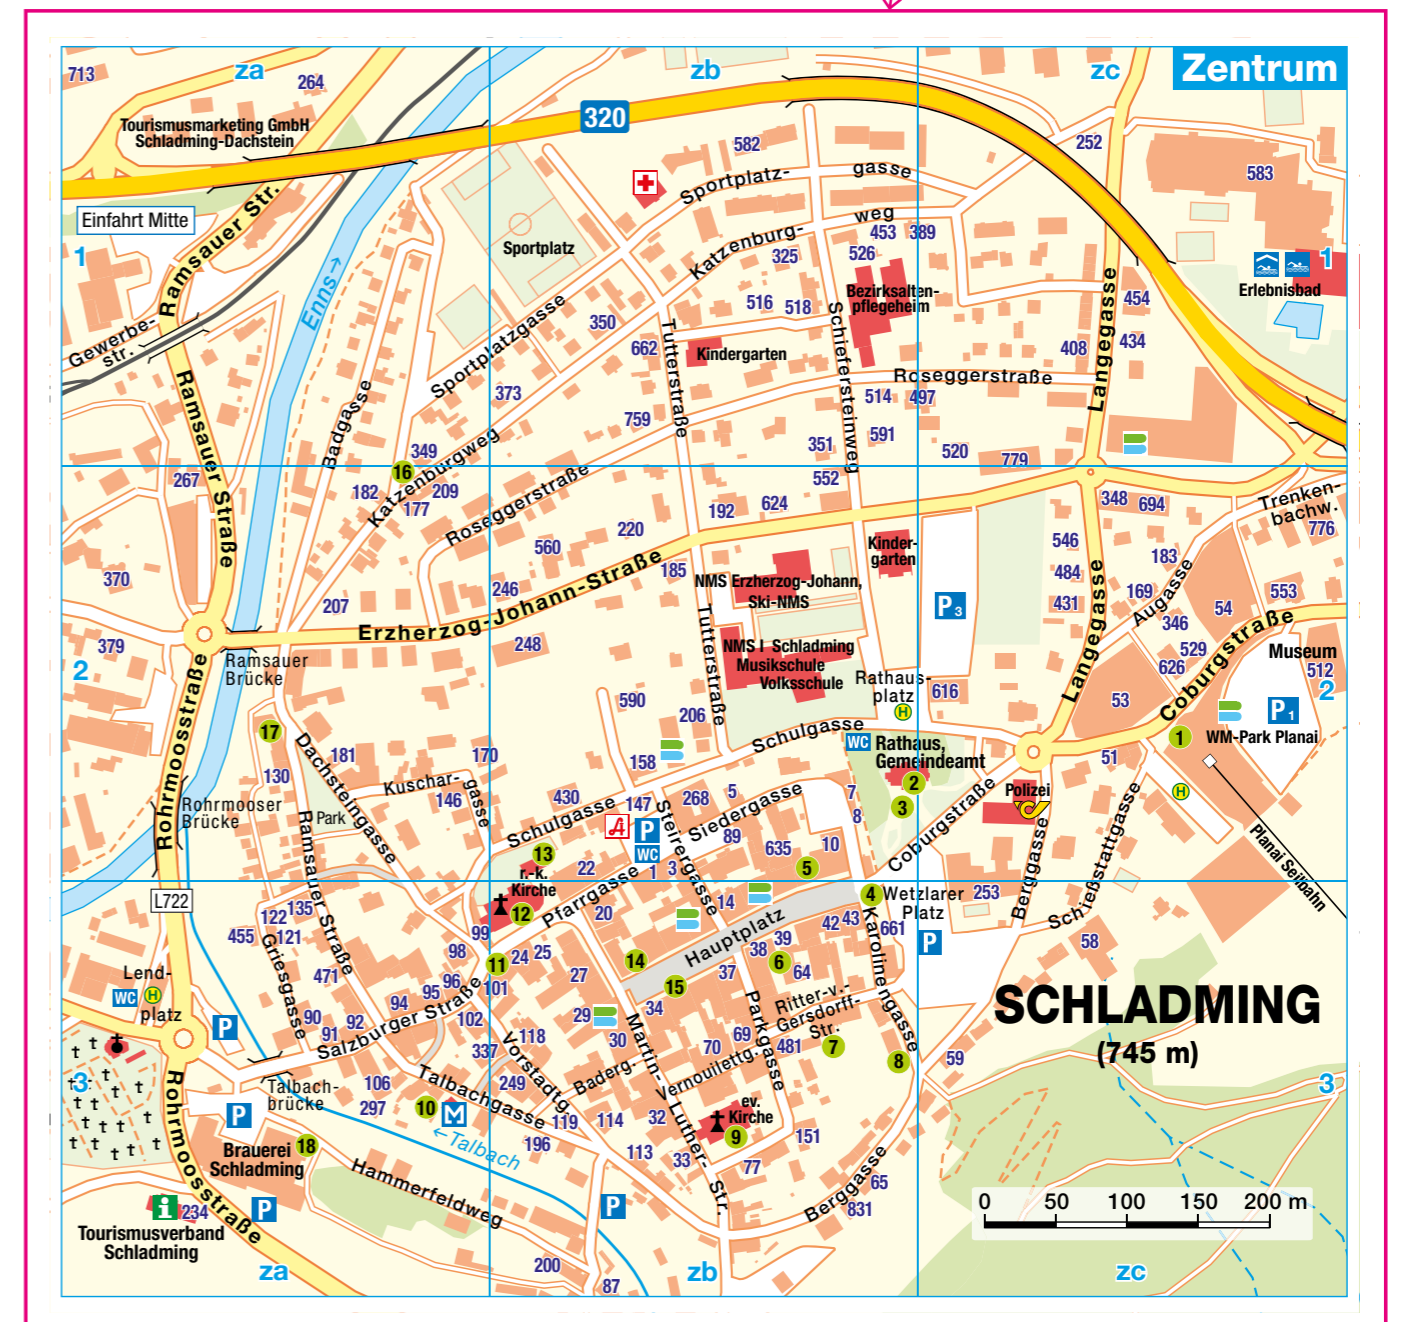 Zentrum
za
zb
zc
713
264
Tourismusmarketing GmbH
Schladming-Dachstein
320
582
252
583
Einfahrt Mitte
Ramsauer Str.
Sportplatz-
gasse
Katzenburg-
weg
453
389
1
Sportplatz
325
526
1
Enns→
516
518
Bezirksalten-
pflegeheim
454
Erlebnisbad
Gewerbe-
str.
Sportplatzgasse
350
662
Tutterstraße
Kindergarten
Schiefersteinweg
408
434
Langegasse
Ramsauer Straße
Badgasse
373
Roseggerstraße
514
497
759
349
351
591
520
779
16
Katzenburgweg
267
182
209
177
Roseggerstraße
552
192
624
348
694
Trenken-
bachw.
776
220
560
546
183
Kinder-
garten
370
246
185
NMS Erzherzog-Johann,
Ski-NMS
484
169
Augasse
553
207
Erzherzog-Johann-Straße
P3
431
54
346
379
248
Tutterstraße
NMS I Schladming
Musikschule
Volksschule
529
Coburgstraße
Museum
512
2
Ramsauer
Brücke
Rathaus-
platz
616
Langegasse
626
2
Rohrmoosstraße
590
206
H
53
P1
17
Schulgasse
WC
Rathaus,
Gemeindeamt
1
WM-Park Planai
Dachsteingasse
181
170
158
51
130
Kuschar-
gasse
146
2
Polizei
H
Rohrmooser
Brücke
Park
430
147
268
5
7
3
Schulgasse
Steirergasse
Siedergasse
8
Coburgstraße
Ramsauer Straße
A
P
WC
89
635
10
Berggasse
Schießstattgasse
Planai Seilbahn
13
r.-k.
Kirche
22
1
3
5
L722
12
Pfarrgasse
20
14
4
Wetzlarer
Platz
253
122
135
121
455
99
Hauptplatz
42
43
661
P
58
Griesgasse
98
11
24
25
14
38
39
Karolinengasse
471
96
101
27
37
6
64
Lend-
platz
WC
H
95
94
15
34
Ritter-v.-
Gersdorff-
Str.
SCHLADMING
(745 m)
90
91
92
102
118
29
30
Parkgasse
69
P
Salzburger Straße
337
Vorstadtg.
70
481
7
8
59
3
Talbach-
brücke
106
297
Talbachgasse
249
Baderg.
Vernouilettg.
3
P
10
M
119
114
32
Martin-Luther-Str.
ev.
Kirche
9
151
←Talbach
196
113
33
77
Brauerei
Schladming
18
Rohrmoosstraße
Hammerfeldweg
P
Berggasse
65
831
0 50 100 150 200 m
i
234
P
Tourismusverband
Schladming
200
87
za
zb
zc